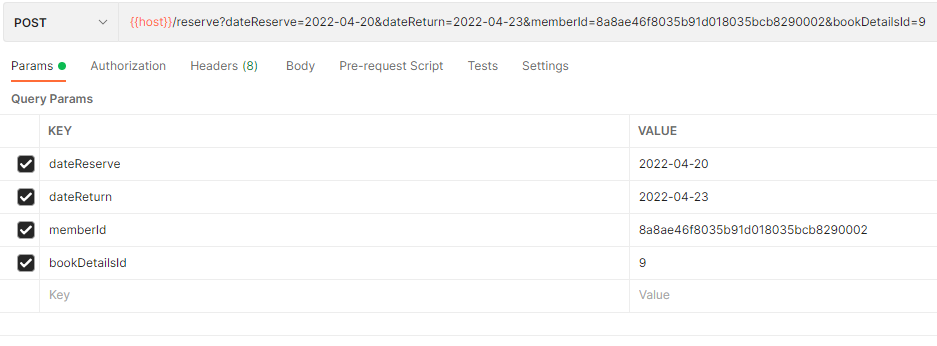 POST {{host}}/reserve?dateReserve=2022-04-20&dateReturn=2022-04-23&memberId=8a8ae46f8035b91d018035bcb8290002&bookDetailsId=9
Params Authorization Headers (8) Body Pre-request Script Tests Settings
Query Params
KEY VALUE
dateReserve 2022-04-20
dateReturn 2022-04-23
memberId 8a8ae46f8035b91d018035bcb8290002
bookDetailsId 9
Key Value